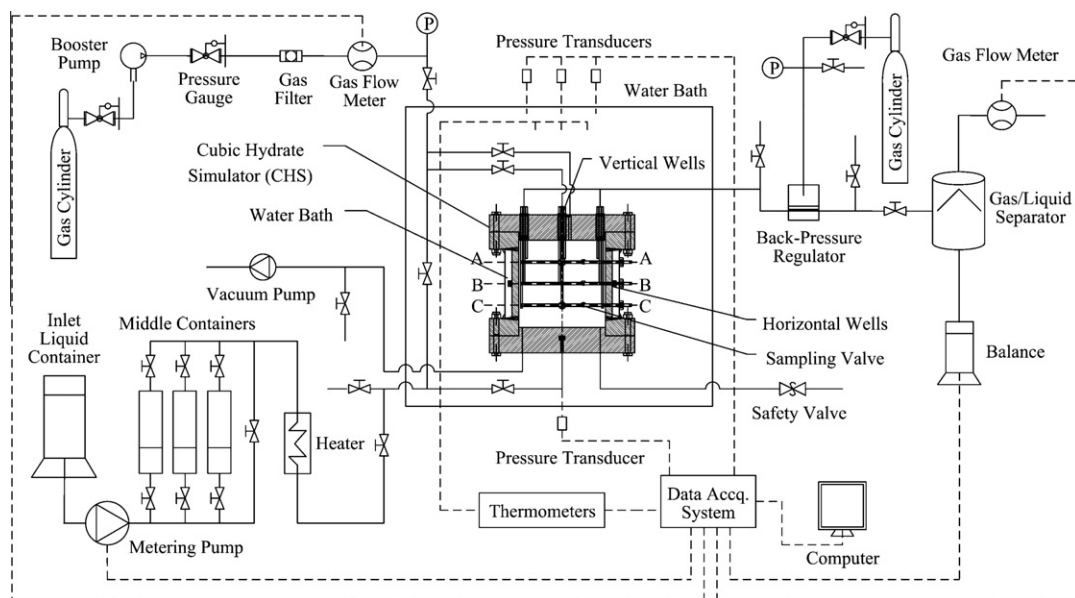 P
Booster
Pump
Pressure
Gauge
Gas
Filter
Gas Flow
Meter
Gas Cylinder
Pressure Transducers
Water Bath
P
Gas Cylinder
Gas Flow Meter
Cubic Hydrate
Simulator (CHS)
Vertical Wells
Water Bath
Gas/Liquid
Separator
Back-Pressure
Regulator
A
A
B
B
C
C
Vacuum Pump
Horizontal Wells
Sampling Valve
Inlet
Liquid
Container
Middle Containers
Balance
Heater
Safety Valve
Pressure Transducer
Thermometers
Data Accq.
System
Metering Pump
Computer